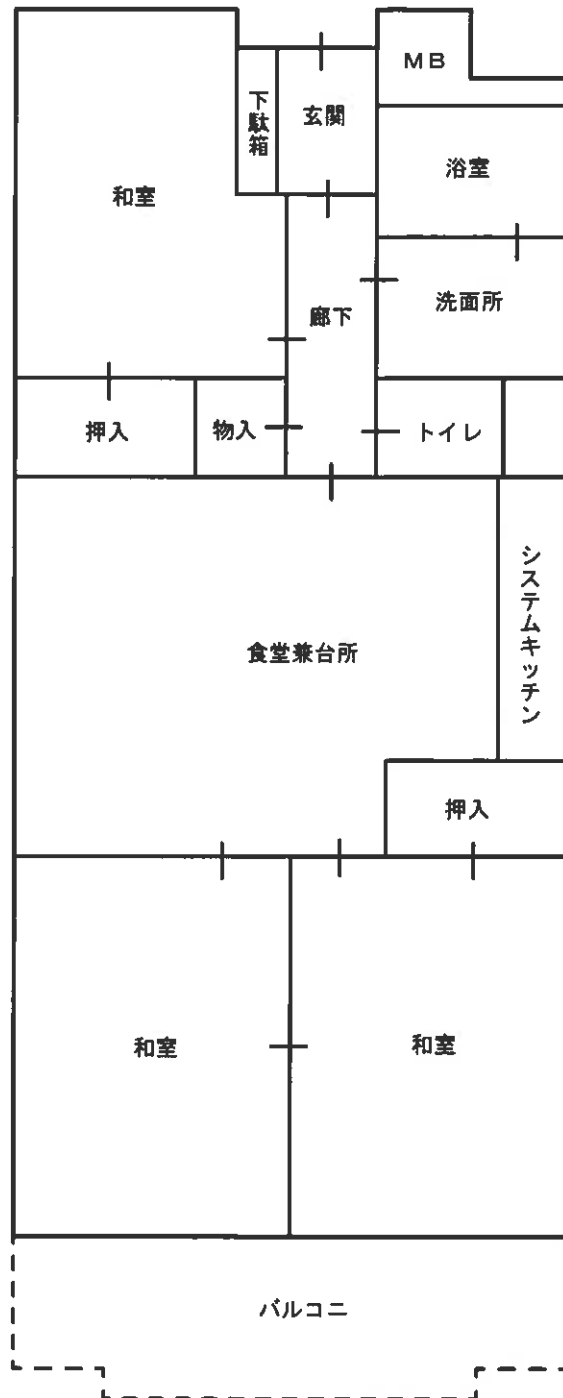 MB
下駄箱
玄関
浴室
和室
洗面所
廊下
押入
物入
トイレ
システムキッチン
食堂兼台所
押入
和室
和室
バルコニ